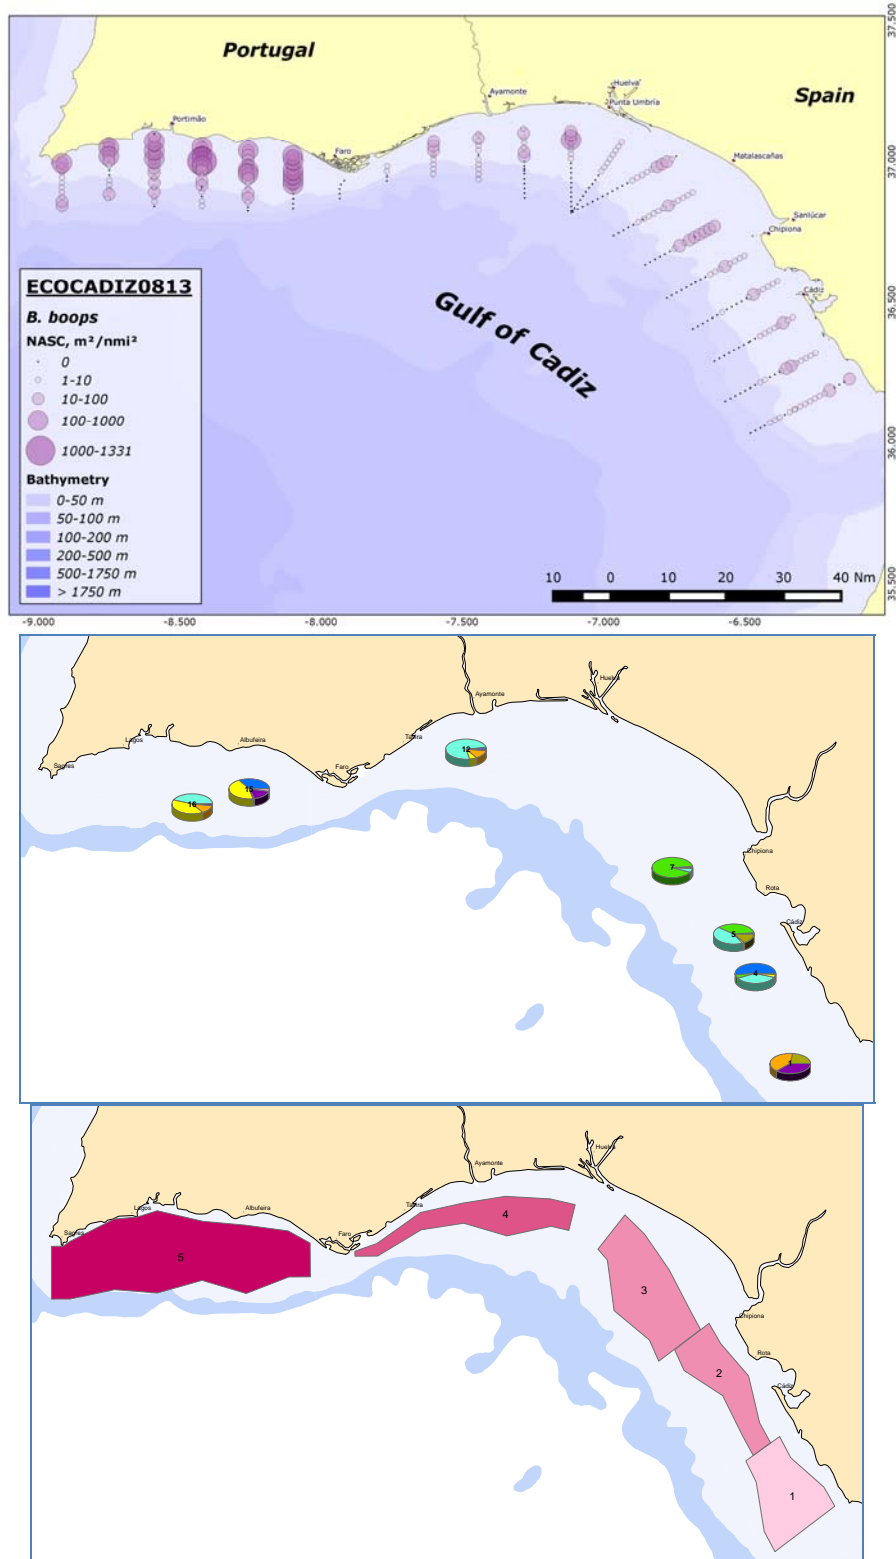 Portugal
Spain
Huelva
Ayamonte
Punta Umbría
Portimão
Faro
Matalascañas
Sanlúcar
Chipiona
Cádiz
Gulf of Cadiz
ECOCADIZ0813
B. boops
NASC, m²/nmi²
0
1-10
10-100
100-1000
1000-1331
Bathymetry
0-50 m
50-100 m
100-200 m
200-500 m
500-1750 m
> 1750 m
10 0 10 20 30 40 Nm
37.500
37.000
36.500
36.000
35.500
-9.000 -8.500 -8.000 -7.500 -7.000 -6.500
Huelva
Ayamonte
Tavira
Lagos
Albufeira
Sagres
Faro
12
15
16
7
Chipiona
Rota
Cádiz
5
4
1
Huelva
Ayamonte
Tavira
Lagos
Albufeira
Sagres
Faro
4
5
3
Chipiona
Rota
2
Cádiz
1